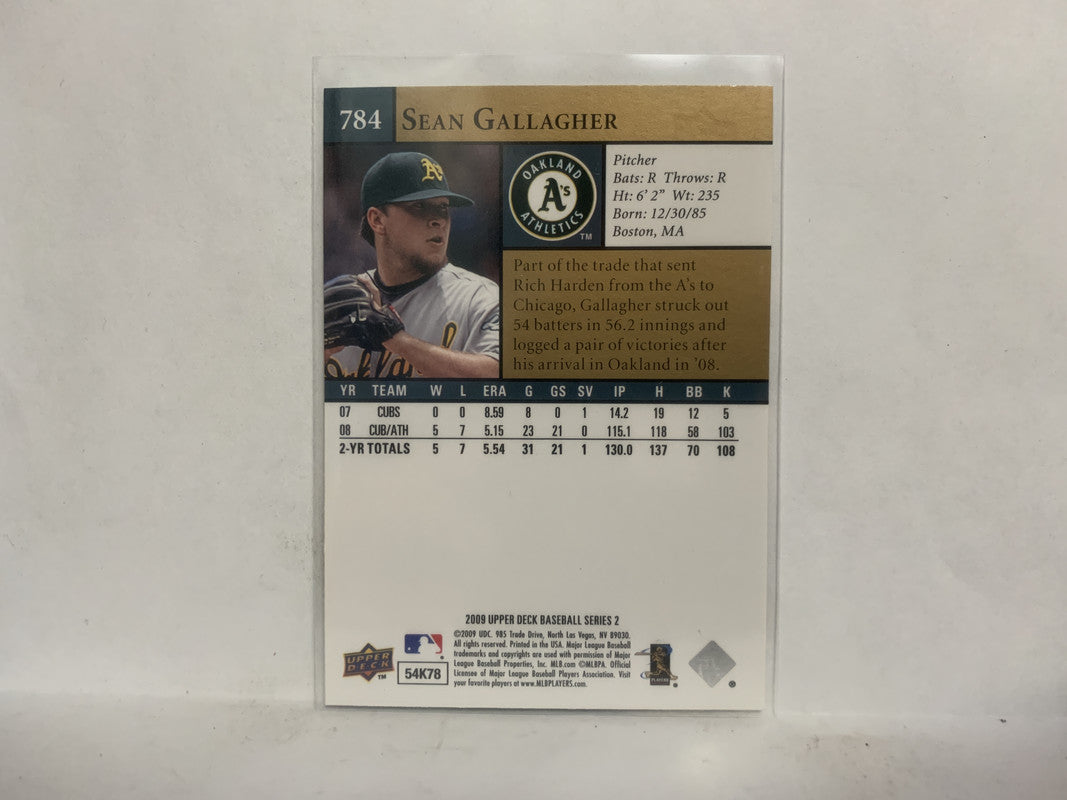 784 SEAN GALLAGHER
A's
OAKLAND
A's
ATHLETICS
TM
Pitcher
Bats: R Throws: R
Ht: 6' 2" Wt: 235
Born: 12/30/85
Boston, MA
Part of the trade that sent
Rich Harden from the A's to
Chicago, Gallagher struck out
54 batters in 56.2 innings and
logged a pair of victories after
his arrival in Oakland in '08.
YR TEAM W L ERA G GS SV IP H BB K
07 CUBS 0 0 8.59 8 0 1 14.2 19 12 5
08 CUB/ATH 5 7 5.15 23 21 0 115.1 118 58 103
2-YR TOTALS 5 7 5.54 31 21 1 130.0 137 70 108
2009 UPPER DECK BASEBALL SERIES 2
©2009 UDC. 985 Trade Drive, North Las Vegas, NV 89030.
All rights reserved. Printed in the USA. Major League Baseball
trademarks and copyrights are used with permission of Major
League Baseball Properties, Inc. MLB.com ©MLBPA. Official
Licensee of Major League Baseball Players Association. Visit
your favorite players at www.MLBPLAYERS.com.
UPPER
DECK
TM
54K78
PLAYERS
®
®